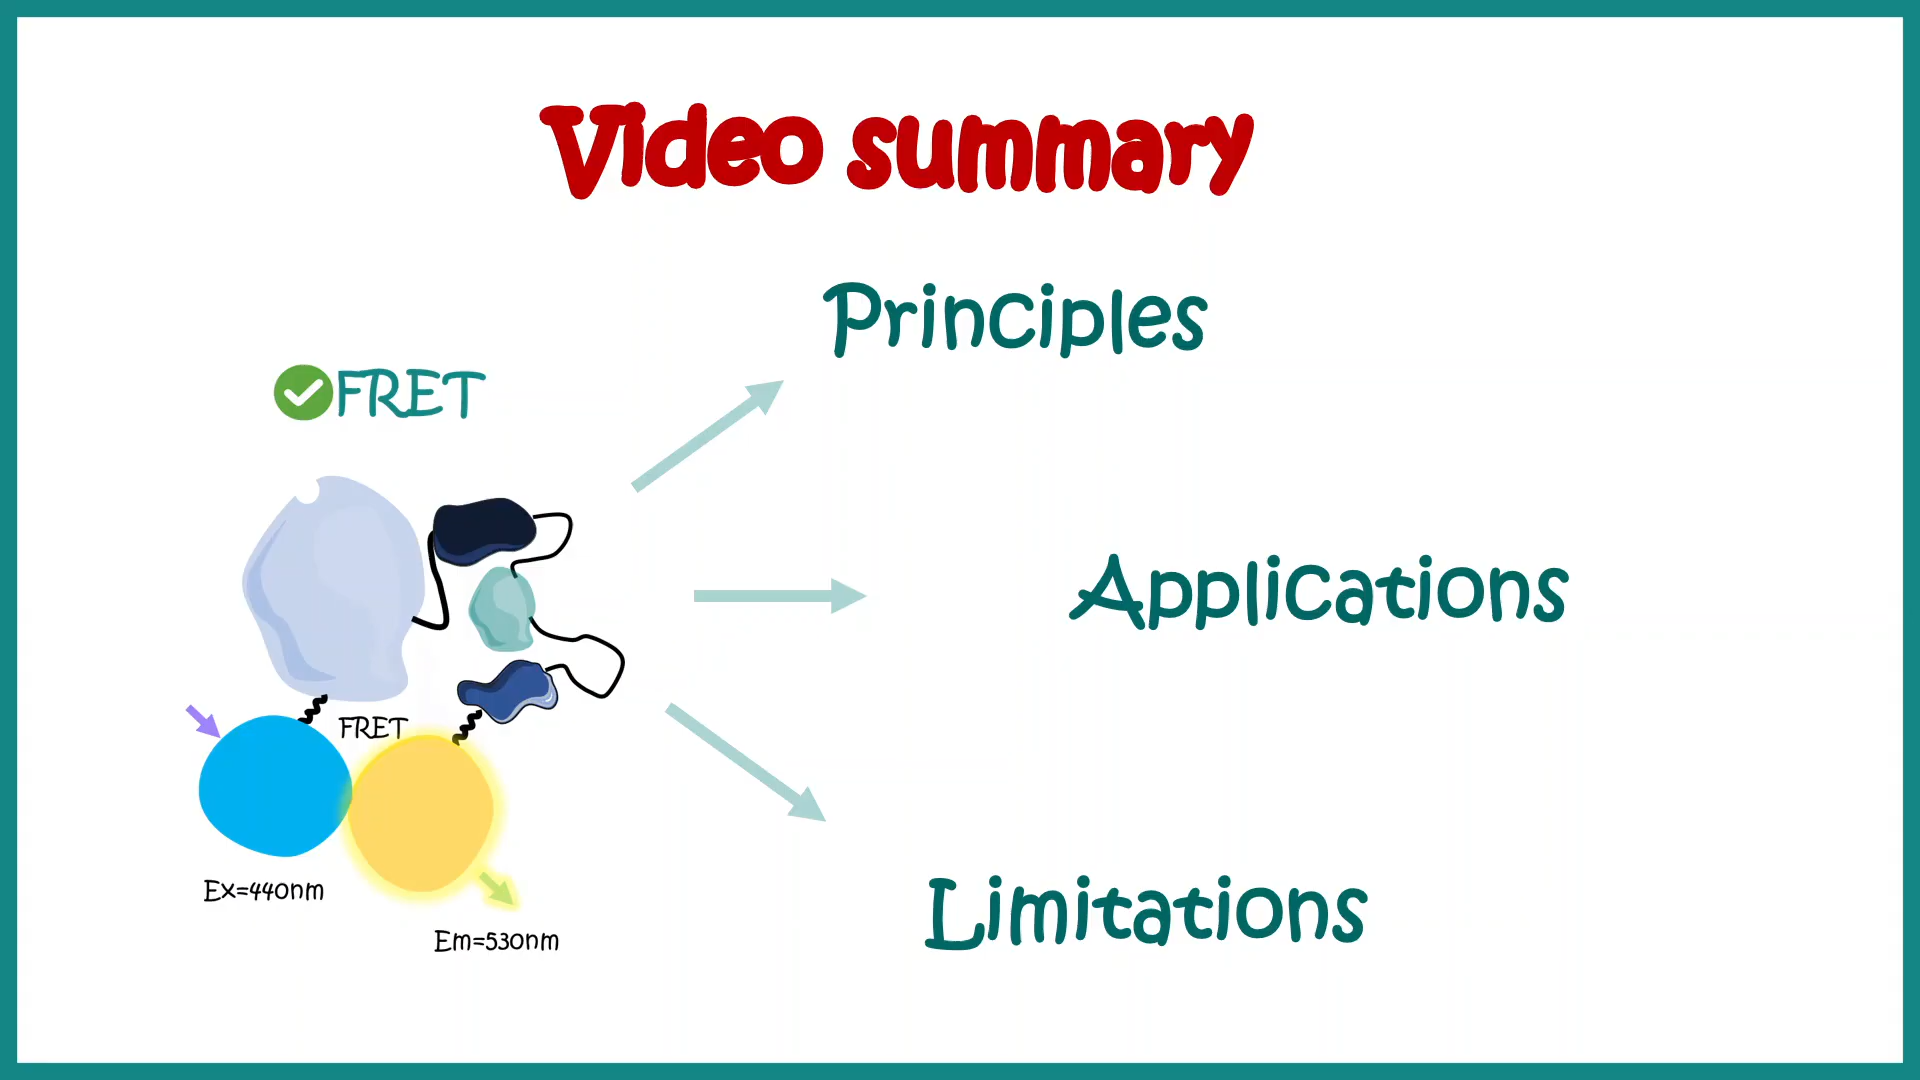 Video summary
Principles
FRET
Applications
FRET
Ex=440nm
Em=530nm
Limitations